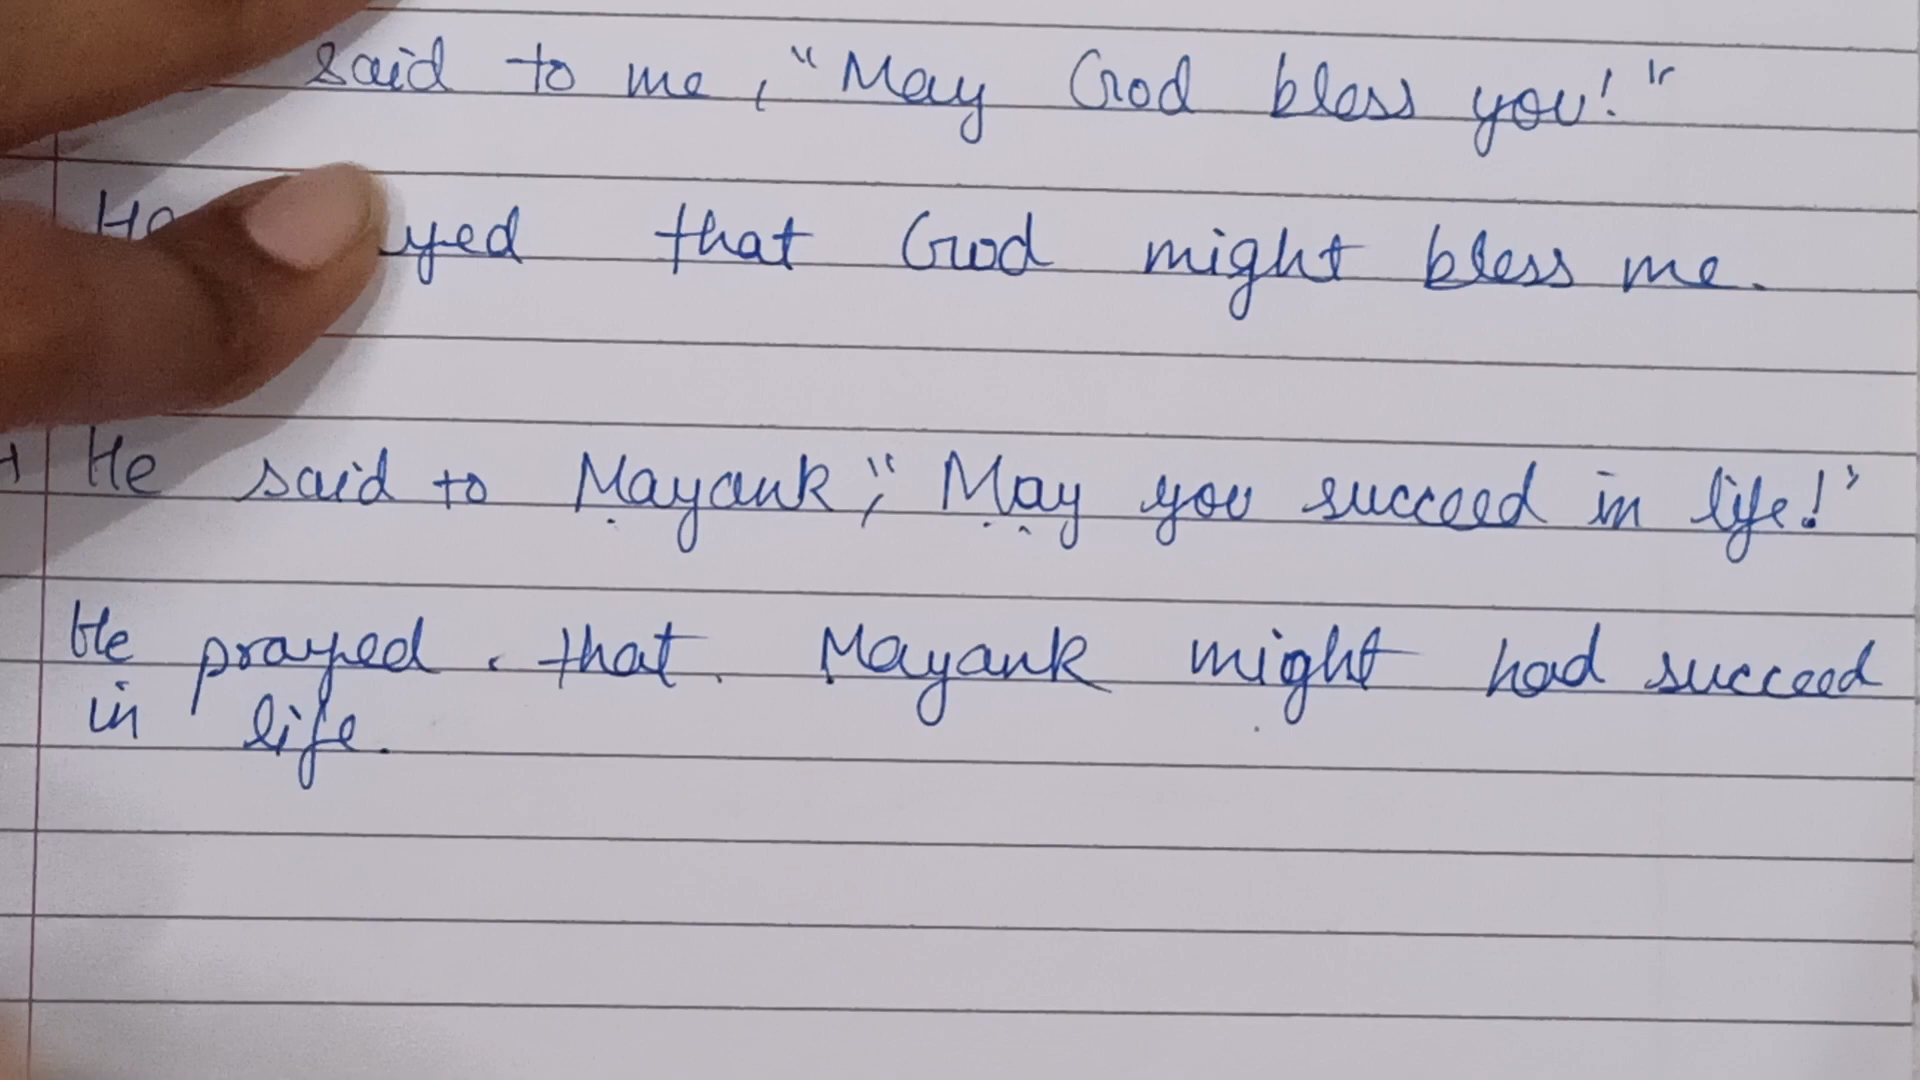 said to me, "May God bless you!"
that God might bless me.
He said to Mayank, "May you succeed in life!"
He prayed that Mayank might had succeed
in life.